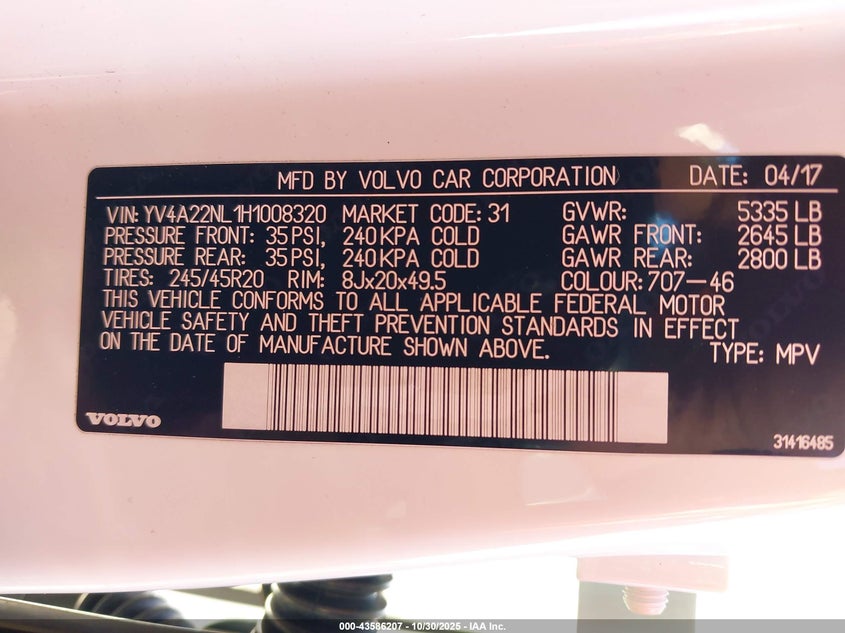 MFD BY VOLVO CAR CORPORATION DATE: 04/17
VIN: YV4A22NL1H1008320 MARKET CODE: 31 GVWR: 5335 LB
PRESSURE FRONT: 35 PSI, 240 KPA COLD GAWR FRONT: 2645 LB
PRESSURE REAR: 35 PSI, 240 KPA COLD GAWR REAR: 2800 LB
TIRES: 245/45R20 RIM: 8Jx20x49.5 COLOUR: 707-46
THIS VEHICLE CONFORMS TO ALL APPLICABLE FEDERAL MOTOR
VEHICLE SAFETY AND THEFT PREVENTION STANDARDS IN EFFECT
ON THE DATE OF MANUFACTURE SHOWN ABOVE. TYPE: MPV
VOLVO
31416485
000-43586207 - 10/30/2025 - IAA Inc.